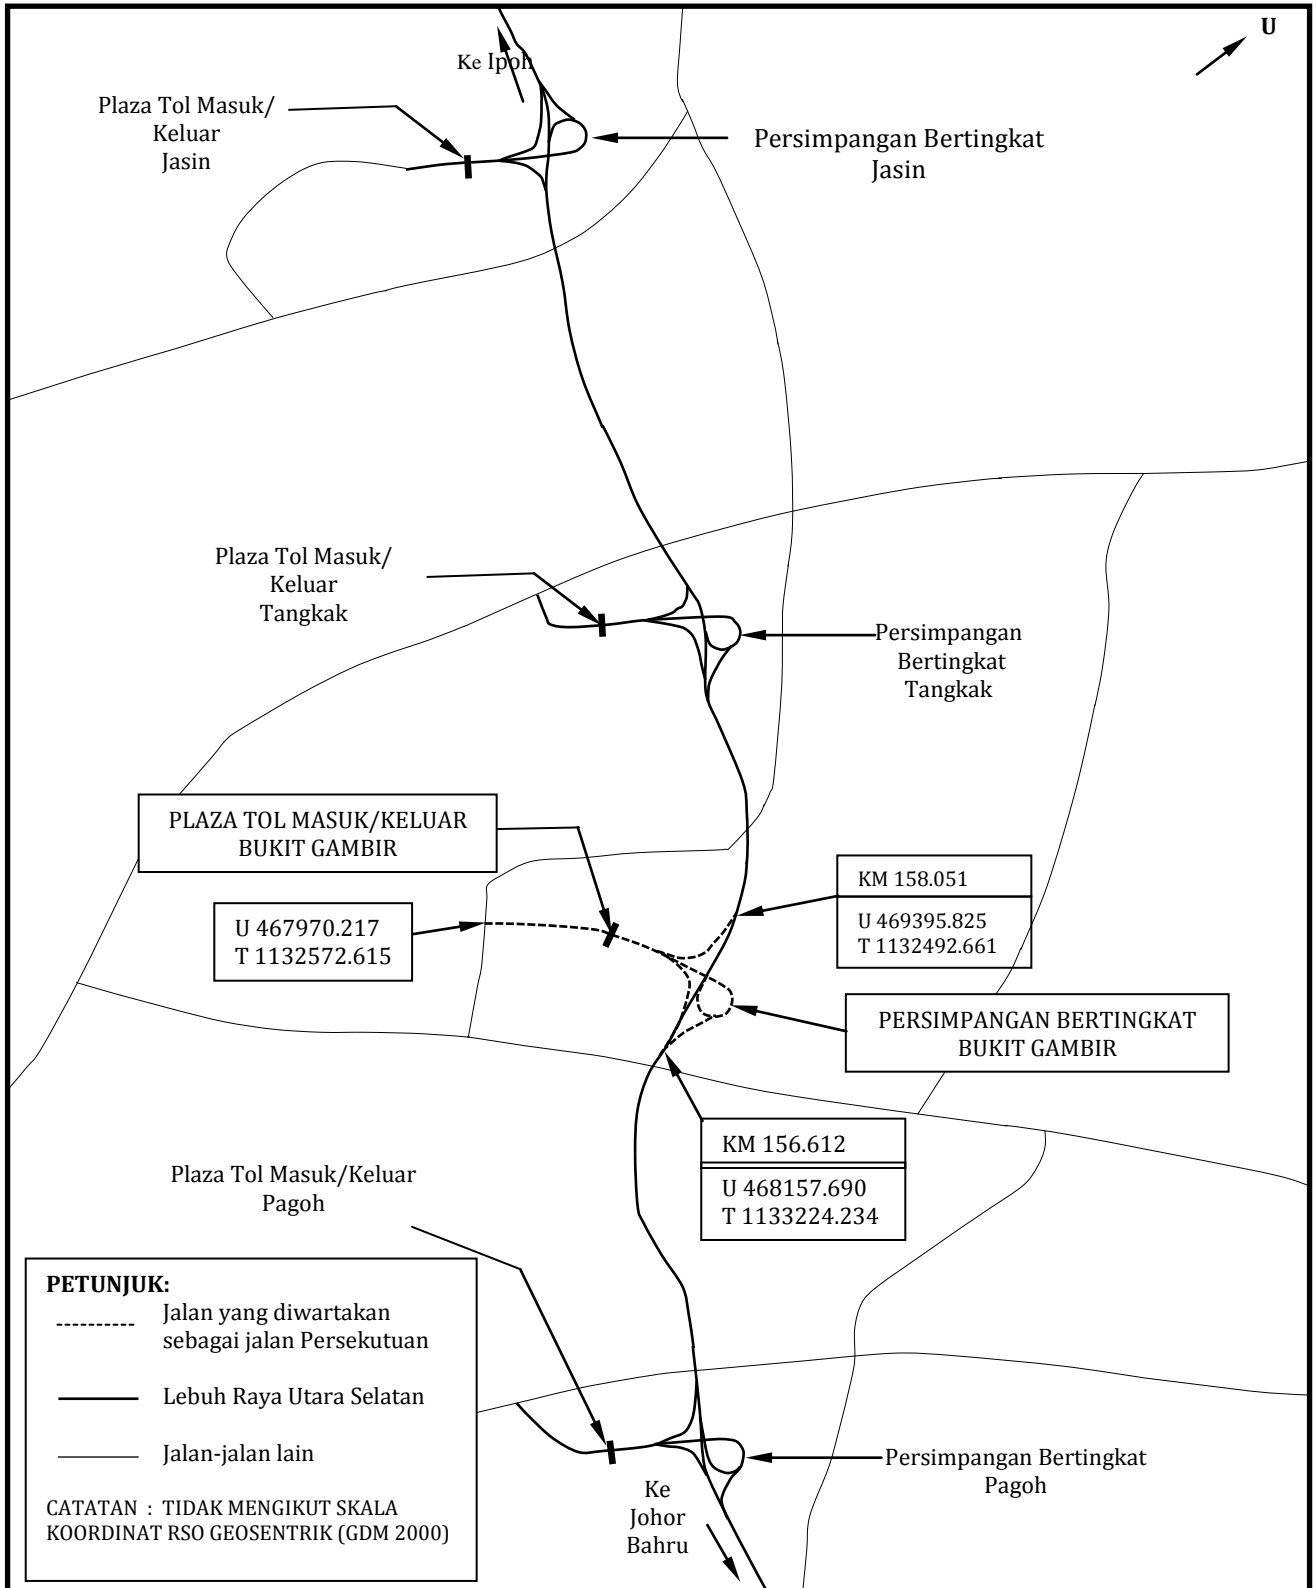 U
Ke Ipoh
Plaza Tol Masuk/
Keluar
Jasin
Persimpangan Bertingkat
Jasin
Plaza Tol Masuk/
Keluar
Tangkak
Persimpangan
Bertingkat
Tangkak
PLAZA TOL MASUK/KELUAR
BUKIT GAMBIR
KM 158.051
U 469395.825
T 1132492.661
U 467970.217
T 1132572.615
PERSIMPANGAN BERTINGKAT
BUKIT GAMBIR
KM 156.612
U 468157.690
T 1133224.234
Plaza Tol Masuk/Keluar
Pagoh
PETUNJUK:
Jalan yang diwartakan
sebagai jalan Persekutuan
Lebuh Raya Utara Selatan
Jalan-jalan lain
CATATAN : TIDAK MENGIKUT SKALA
KOORDINAT RSO GEOSENTRIK (GDM 2000)
Persimpangan Bertingkat
Pagoh
Ke
Johor
Bahru